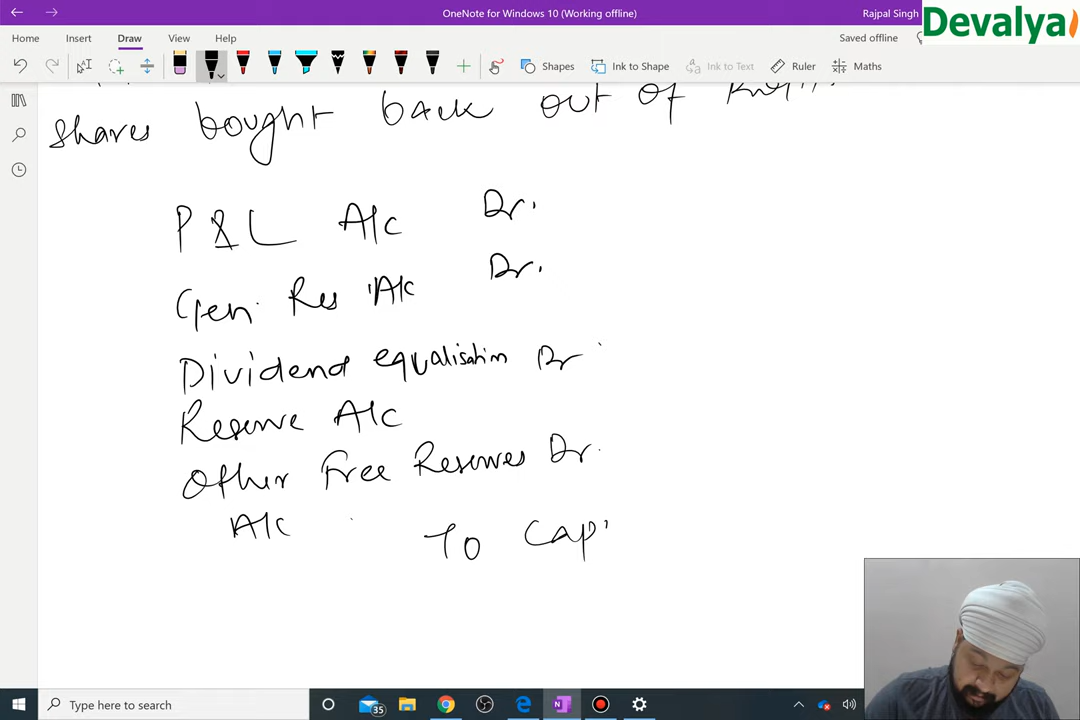 OneNote for Windows 10 (Working offline)
Rajpal Singh
Devalya
Home Insert Draw View Help
Saved offline
Shapes Ink to Shape Ink to Text Ruler Maths
shares bought back out of
P & L A/c Dr.
Gen. Res A/c Dr.
Dividend equalisation Dr
Reserve A/c
Other Free Reserves Dr.
A/c
To Cap
Type here to search
35